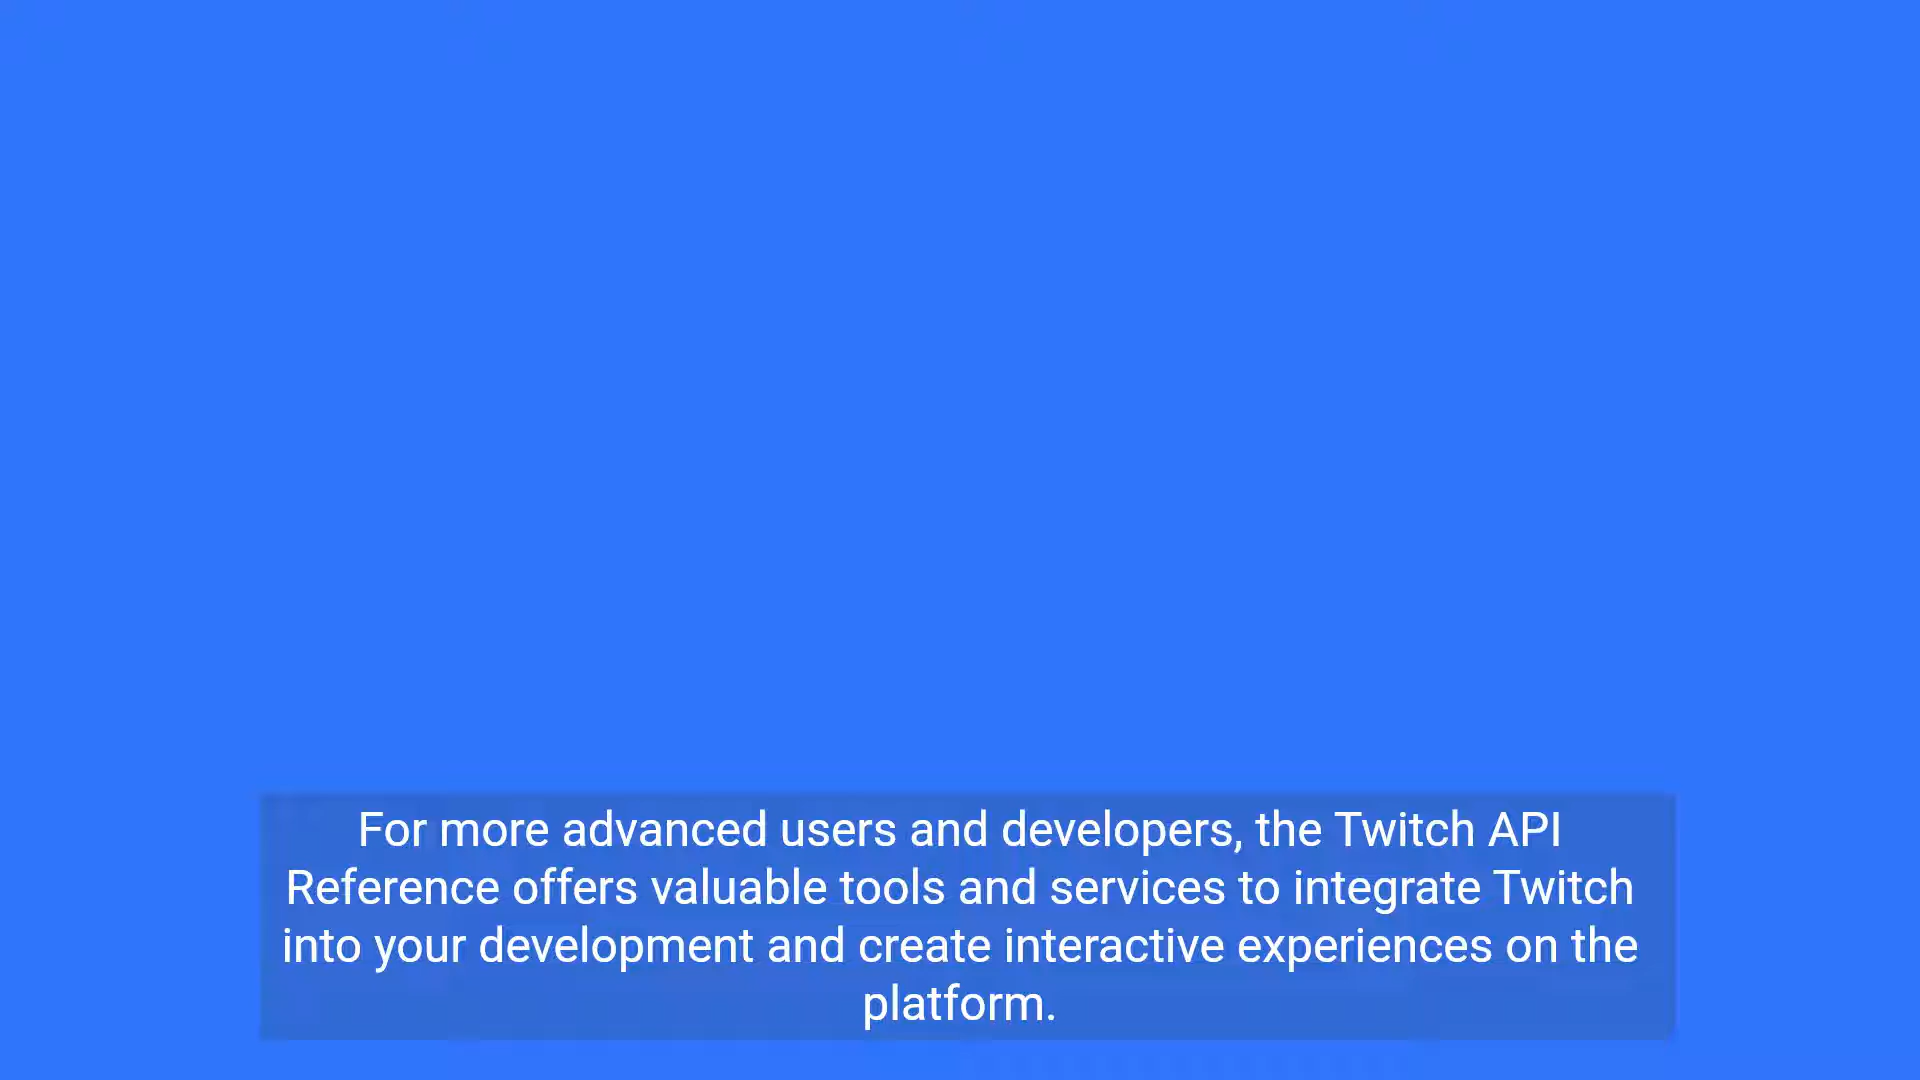 For more advanced users and developers, the Twitch API
Reference offers valuable tools and services to integrate Twitch
into your development and create interactive experiences on the
platform.